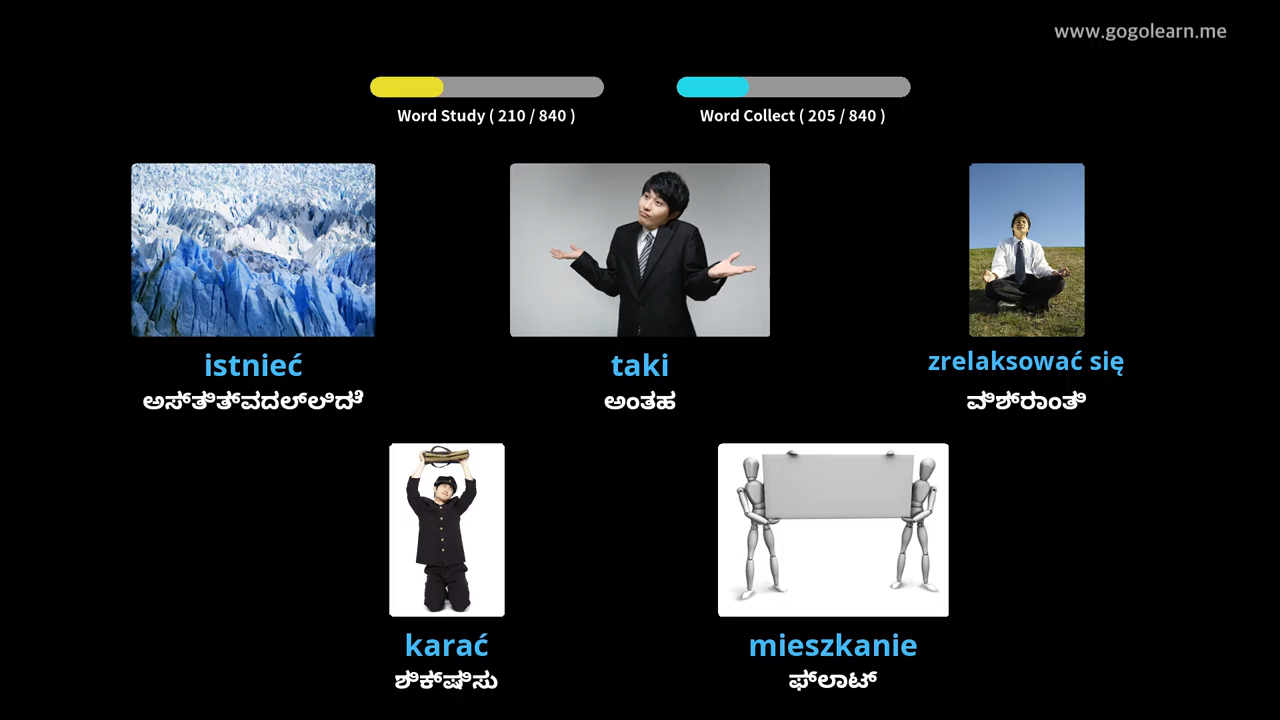 www.gogolearn.me
Word Study ( 210 / 840 )
Word Collect ( 205 / 840 )
istnieć
ಅಸ್ತಿತ್ವದಲ್ಲಿದೆ
taki
ಅಂತಹ
zrelaksować się
ವಿಶ್ರಾಂತಿ
karać
ಶಿಕ್ಷಿಸು
mieszkanie
ಫ್ಲಾಟ್